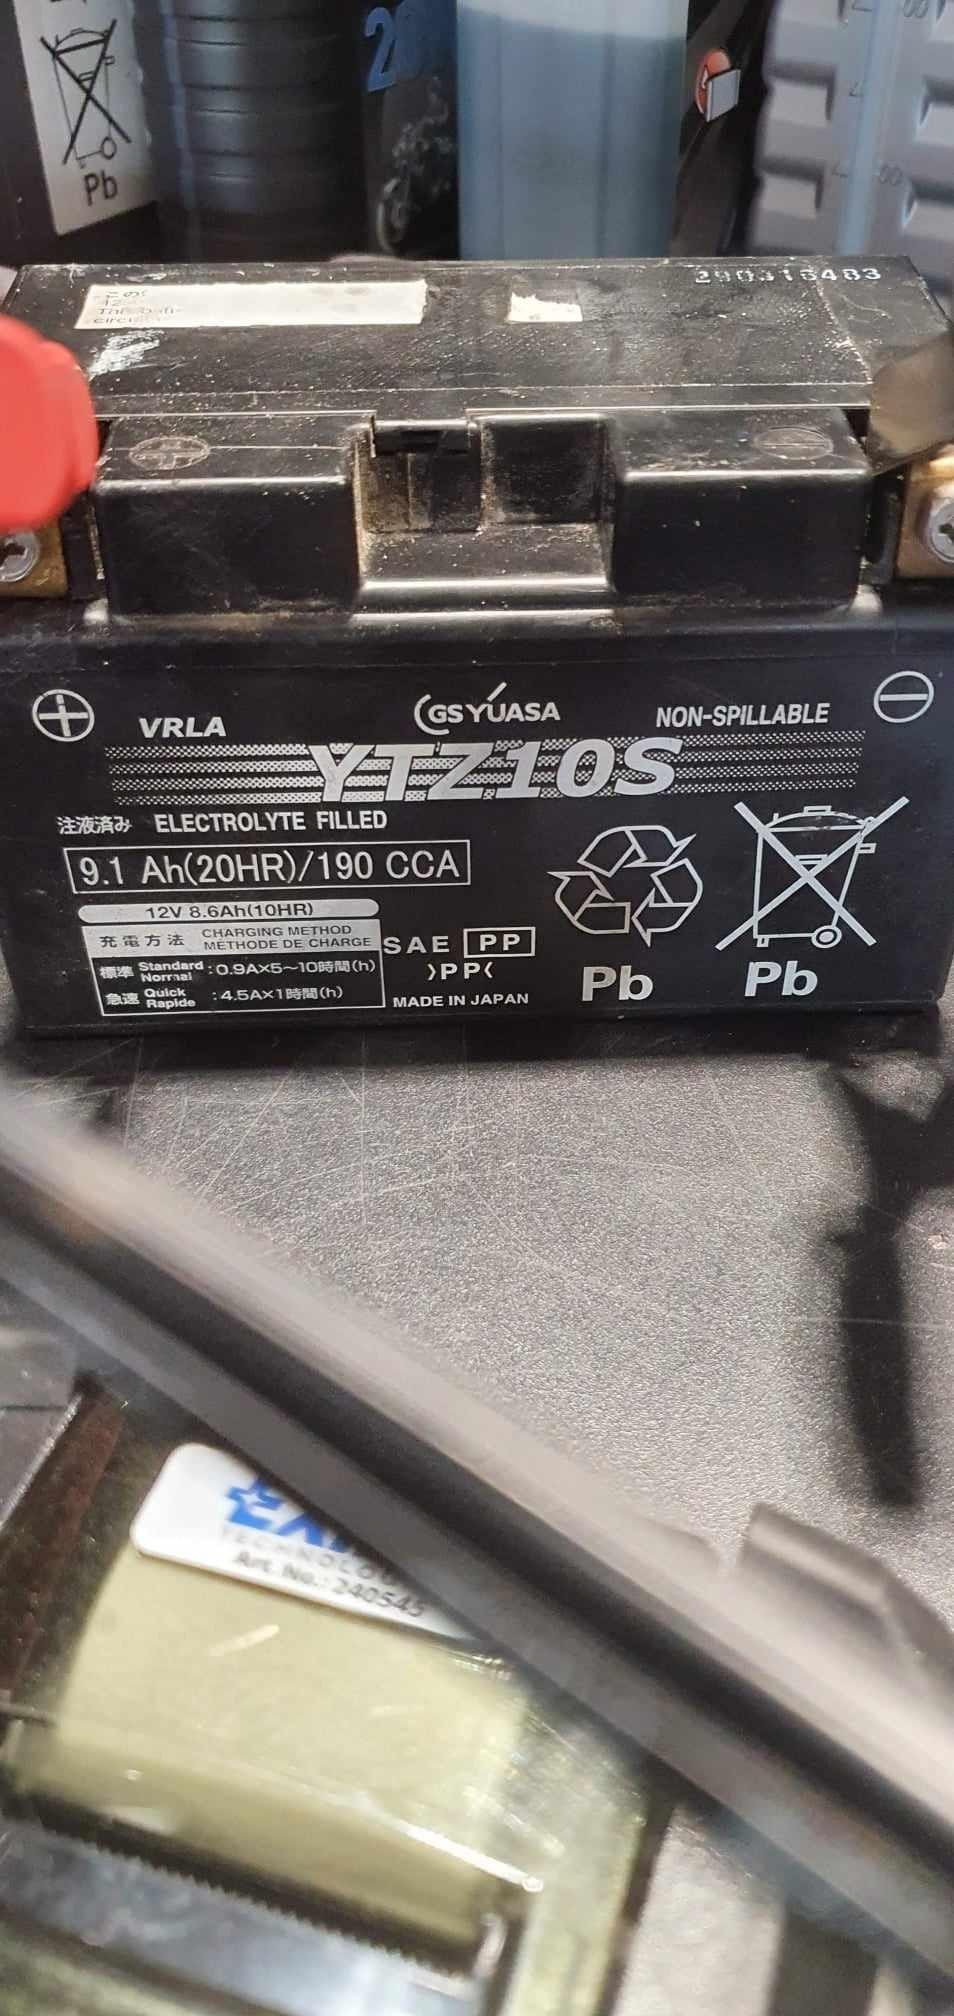 Pb
290316483
VRLA
GS YUASA
NON-SPILLABLE
YTZ10S
注液済み ELECTROLYTE FILLED
9.1 Ah(20HR)/190 CCA
12V 8.6Ah(10HR)
充電方法 CHARGING METHOD
METHODE DE CHARGE
標準 Standard Normal :0.9A×5~10時間(h)
急速 Quick Rapide :4.5A×1時間(h)
SAE PP
>PP<
MADE IN JAPAN
Pb
Pb
TECHNOLO
Art. No.: 240545